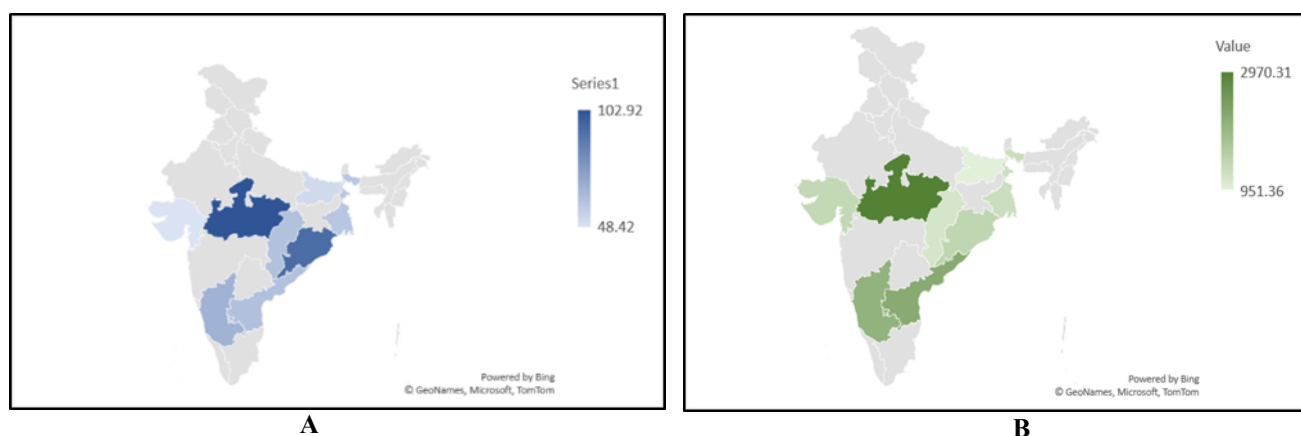 Series1
102.92
48.42
Powered by Bing
© GeoNames, Microsoft, TomTom
A
Value
2970.31
951.36
Powered by Bing
© GeoNames, Microsoft, TomTom
B